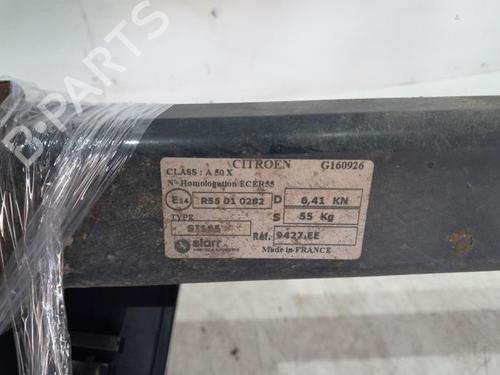 B-PARTS
CITROEN G160926
CLASS : A 50 X
N° Homologation ECER55
E14 R55 01 0282 D 6,41 KN
TYPE S 55 Kg
Réf. 9427.EE
siarr Made in FRANCE